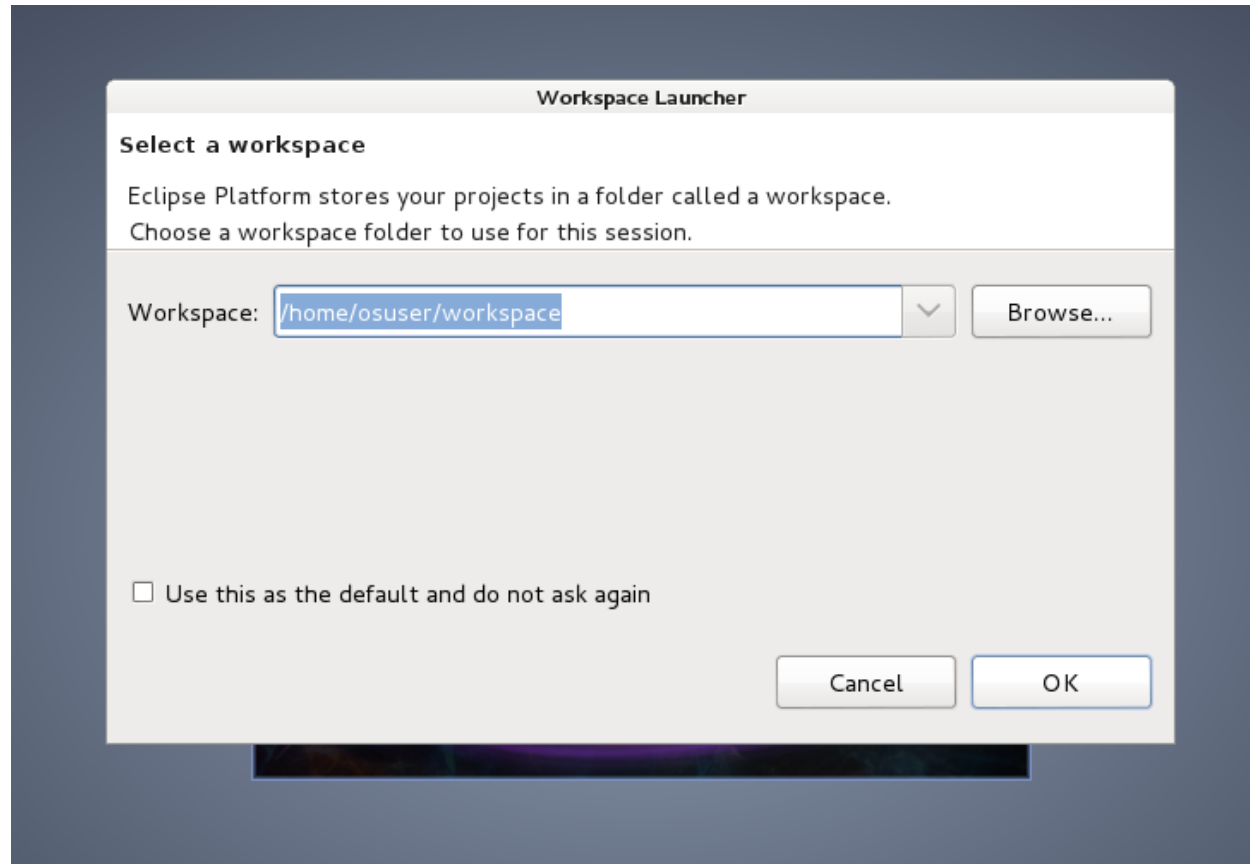 Workspace Launcher
Select a workspace
Eclipse Platform stores your projects in a folder called a workspace.
Choose a workspace folder to use for this session.
Workspace: /home/osuser/workspace Browse...
Use this as the default and do not ask again
Cancel OK